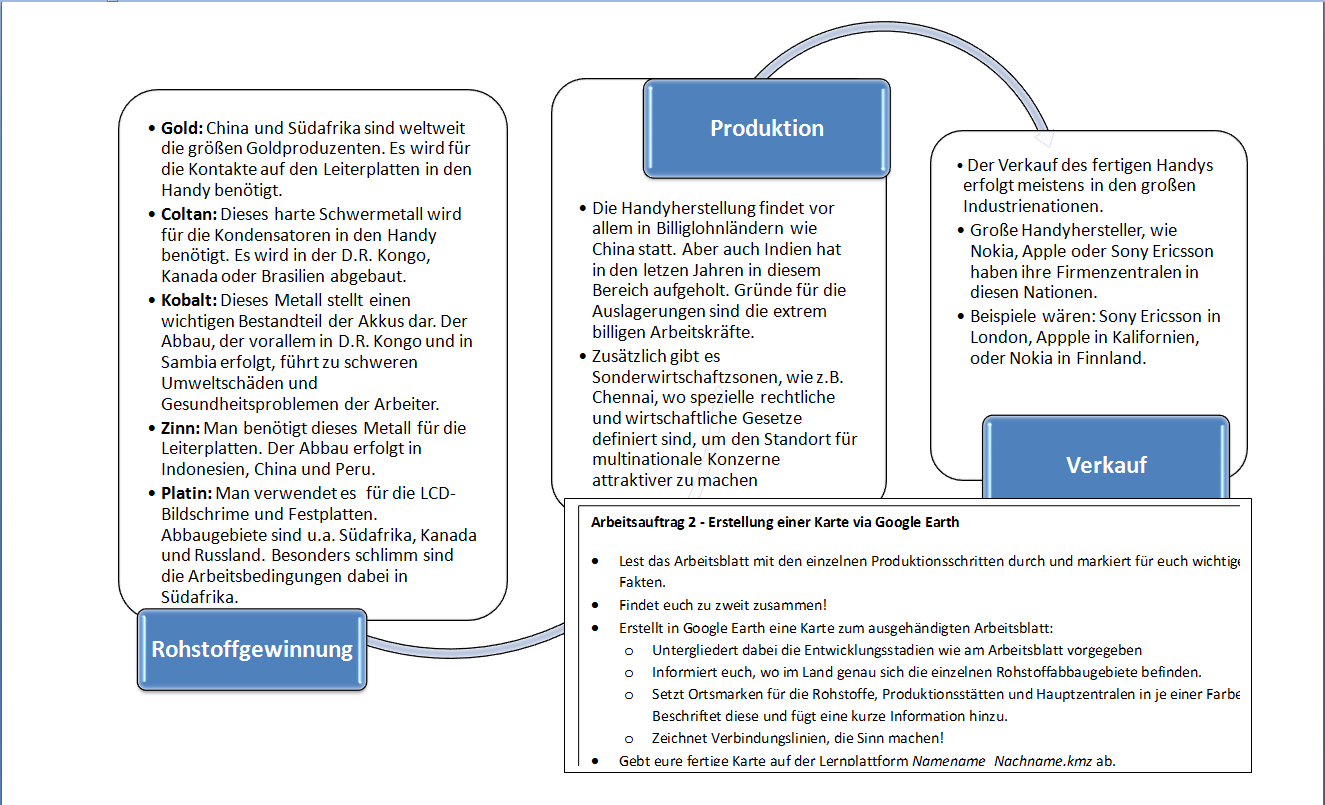 • Gold: China und Südafrika sind weltweit
die größen Goldproduzenten. Es wird für
die Kontakte auf den Leiterplatten in den
Handy benötigt.
• Coltan: Dieses harte Schwermetall wird
für die Kondensatoren in den Handy
benötigt. Es wird in der D.R. Kongo,
Kanada oder Brasilien abgebaut.
• Kobalt: Dieses Metall stellt einen
wichtigen Bestandteil der Akkus dar. Der
Abbau, der vorallem in D.R. Kongo und in
Sambia erfolgt, führt zu schweren
Umweltschäden und
Gesundheitsproblemen der Arbeiter.
• Zinn: Man benötigt dieses Metall für die
Leiterplatten. Der Abbau erfolgt in
Indonesien, China und Peru.
• Platin: Man verwendet es für die LCD-
Bildschrime und Festplatten.
Abbaugebiete sind u.a. Südafrika, Kanada
und Russland. Besonders schlimm sind
die Arbeitsbedingungen dabei in
Südafrika.
Rohstoffgewinnung
Produktion
• Die Handyherstellung findet vor
allem in Billiglohnländern wie
China statt. Aber auch Indien hat
in den letzen Jahren in diesem
Bereich aufgeholt. Gründe für die
Auslagerungen sind die extrem
billigen Arbeitskräfte.
• Zusätzlich gibt es
Sonderwirtschaftzsonen, wie z.B.
Chennai, wo spezielle rechtliche
und wirtschaftliche Gesetze
definiert sind, um den Standort für
multinationale Konzerne
attraktiver zu machen
• Der Verkauf des fertigen Handys
erfolgt meistens in den großen
Industrienationen.
• Große Handyhersteller, wie
Nokia, Apple oder Sony Ericsson
haben ihre Firmenzentralen in
diesen Nationen.
• Beispiele wären: Sony Ericsson in
London, Appple in Kalifornien,
oder Nokia in Finnland.
Verkauf
Arbeitsauftrag 2 - Erstellung einer Karte via Google Earth
• Lest das Arbeitsblatt mit den einzelnen Produktionsschritten durch und markiert für euch wichtige
Fakten.
• Findet euch zu zweit zusammen!
• Erstellt in Google Earth eine Karte zum ausgehändigten Arbeitsblatt:
o Untergliedert dabei die Entwicklungsstadien wie am Arbeitsblatt vorgegeben
o Informiert euch, wo im Land genau sich die einzelnen Rohstoffabbaugebiete befinden.
o Setzt Ortsmarken für die Rohstoffe, Produktionsstätten und Hauptzentralen in je einer Farbe
Beschriftet diese und fügt eine kurze Information hinzu.
o Zeichnet Verbindungslinien, die Sinn machen!
• Gebt eure fertige Karte auf der Lernplattform Namename_Nachname.kmz ab.